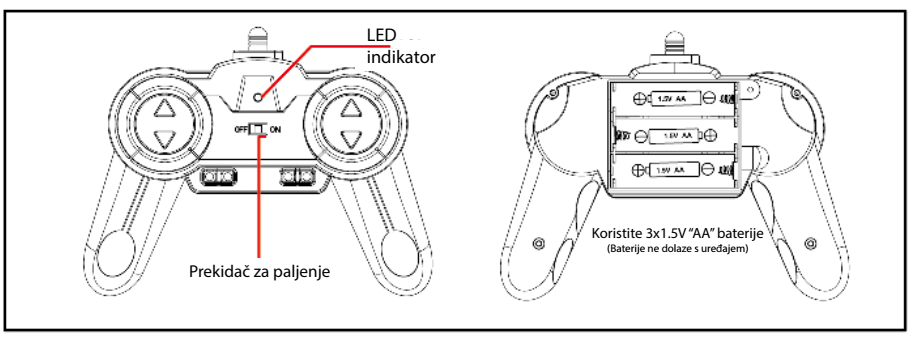 LED
indikator
OFF ON
Prekidač za paljenje
1.5V AA
1.5V AA
1.5V AA
Koristite 3x1.5V “AA” baterije
(Baterije ne dolaze s uređajem)